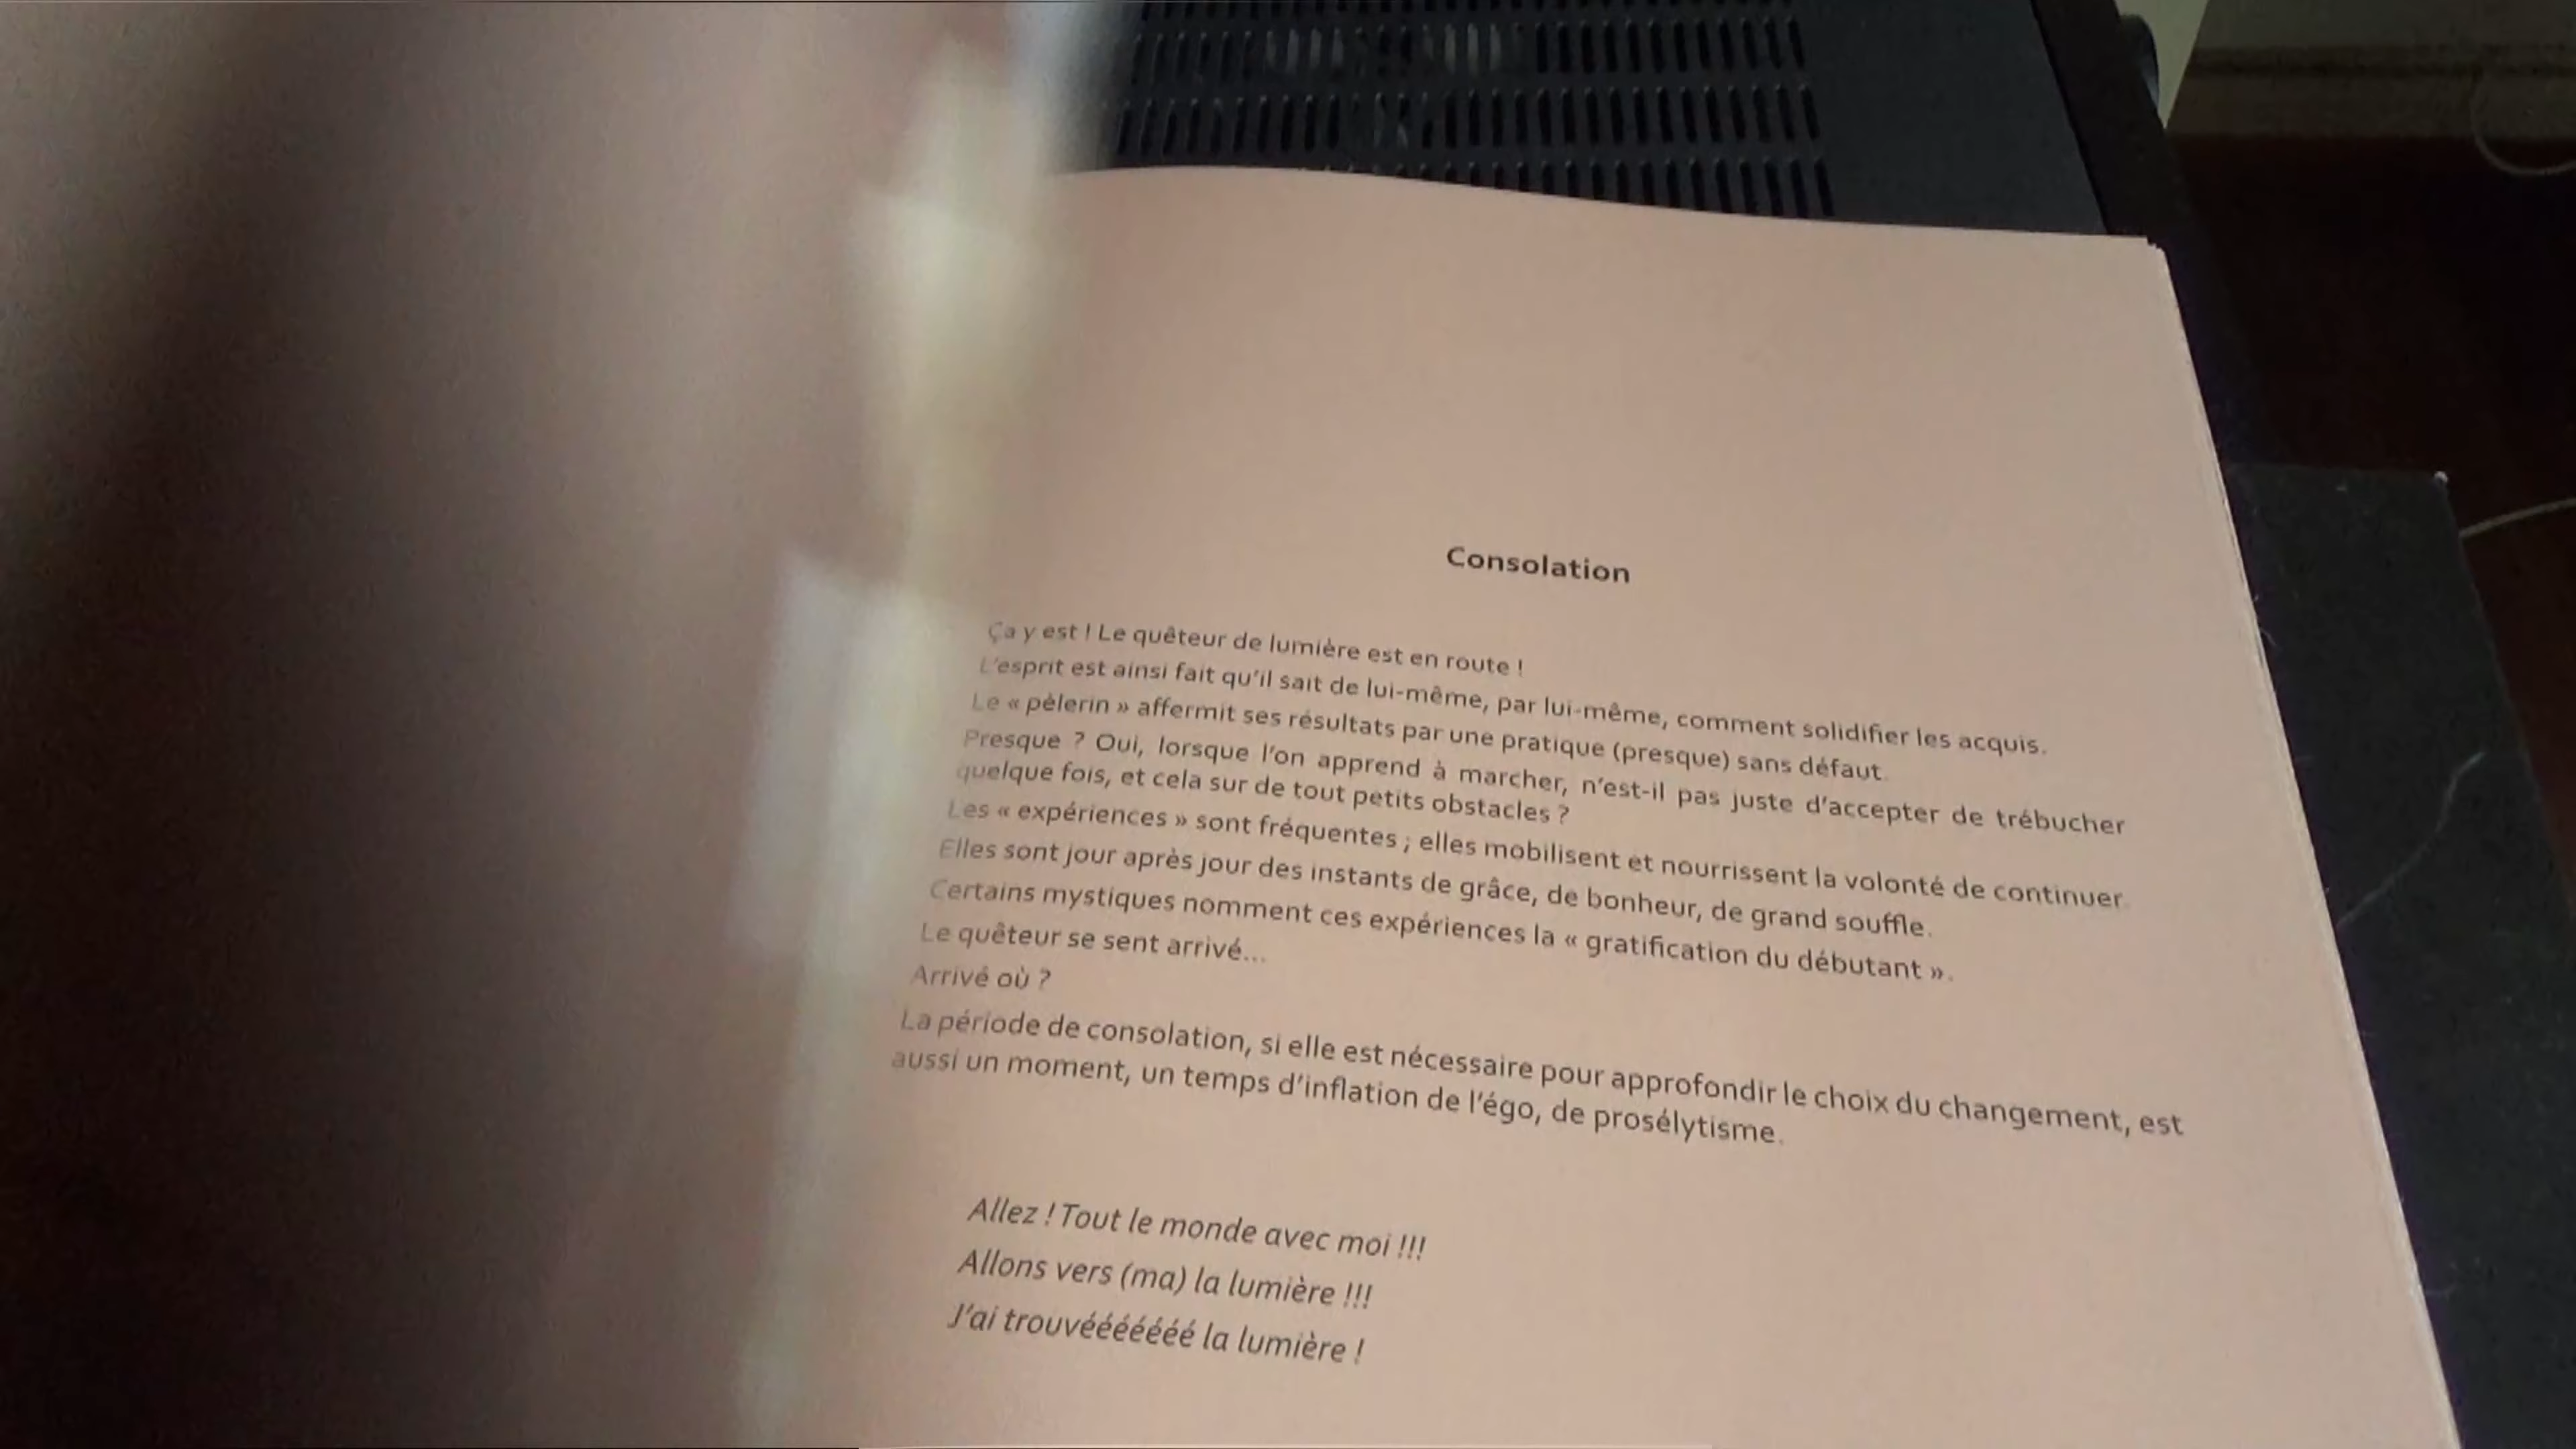 Consolation
Ça y est ! Le quêteur de lumière est en route !
L'esprit est ainsi fait qu'il sait de lui-même, par lui-même, comment solidifier les acquis.
Le « pèlerin » affermit ses résultats par une pratique (presque) sans défaut.
Presque ? Oui, lorsque l'on apprend à marcher, n'est-il pas juste d'accepter de trébucher
quelque fois, et cela sur de tout petits obstacles ?
Les « expériences » sont fréquentes ; elles mobilisent et nourrissent la volonté de continuer.
Elles sont jour après jour des instants de grâce, de bonheur, de grand souffle.
Certains mystiques nomment ces expériences la « gratification du débutant ».
Le quêteur se sent arrivé...
Arrivé où ?
La période de consolation, si elle est nécessaire pour approfondir le choix du changement, est
aussi un moment, un temps d'inflation de l'égo, de prosélytisme.
Allez ! Tout le monde avec moi !!!
Allons vers (ma) la lumière !!!
J'ai trouvééééééé la lumière !